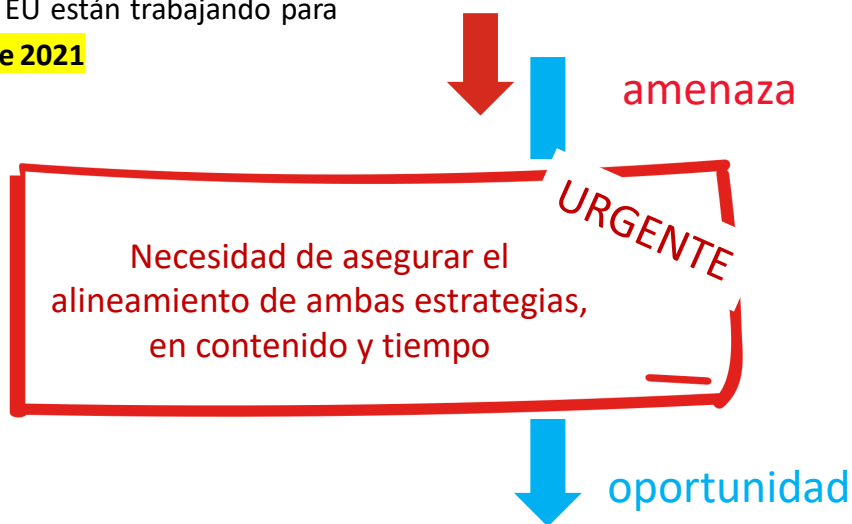 EU están trabajando para
e 2021
amenaza
URGENTE
Necesidad de asegurar el
alineamiento de ambas estrategias,
en contenido y tiempo
oportunidad